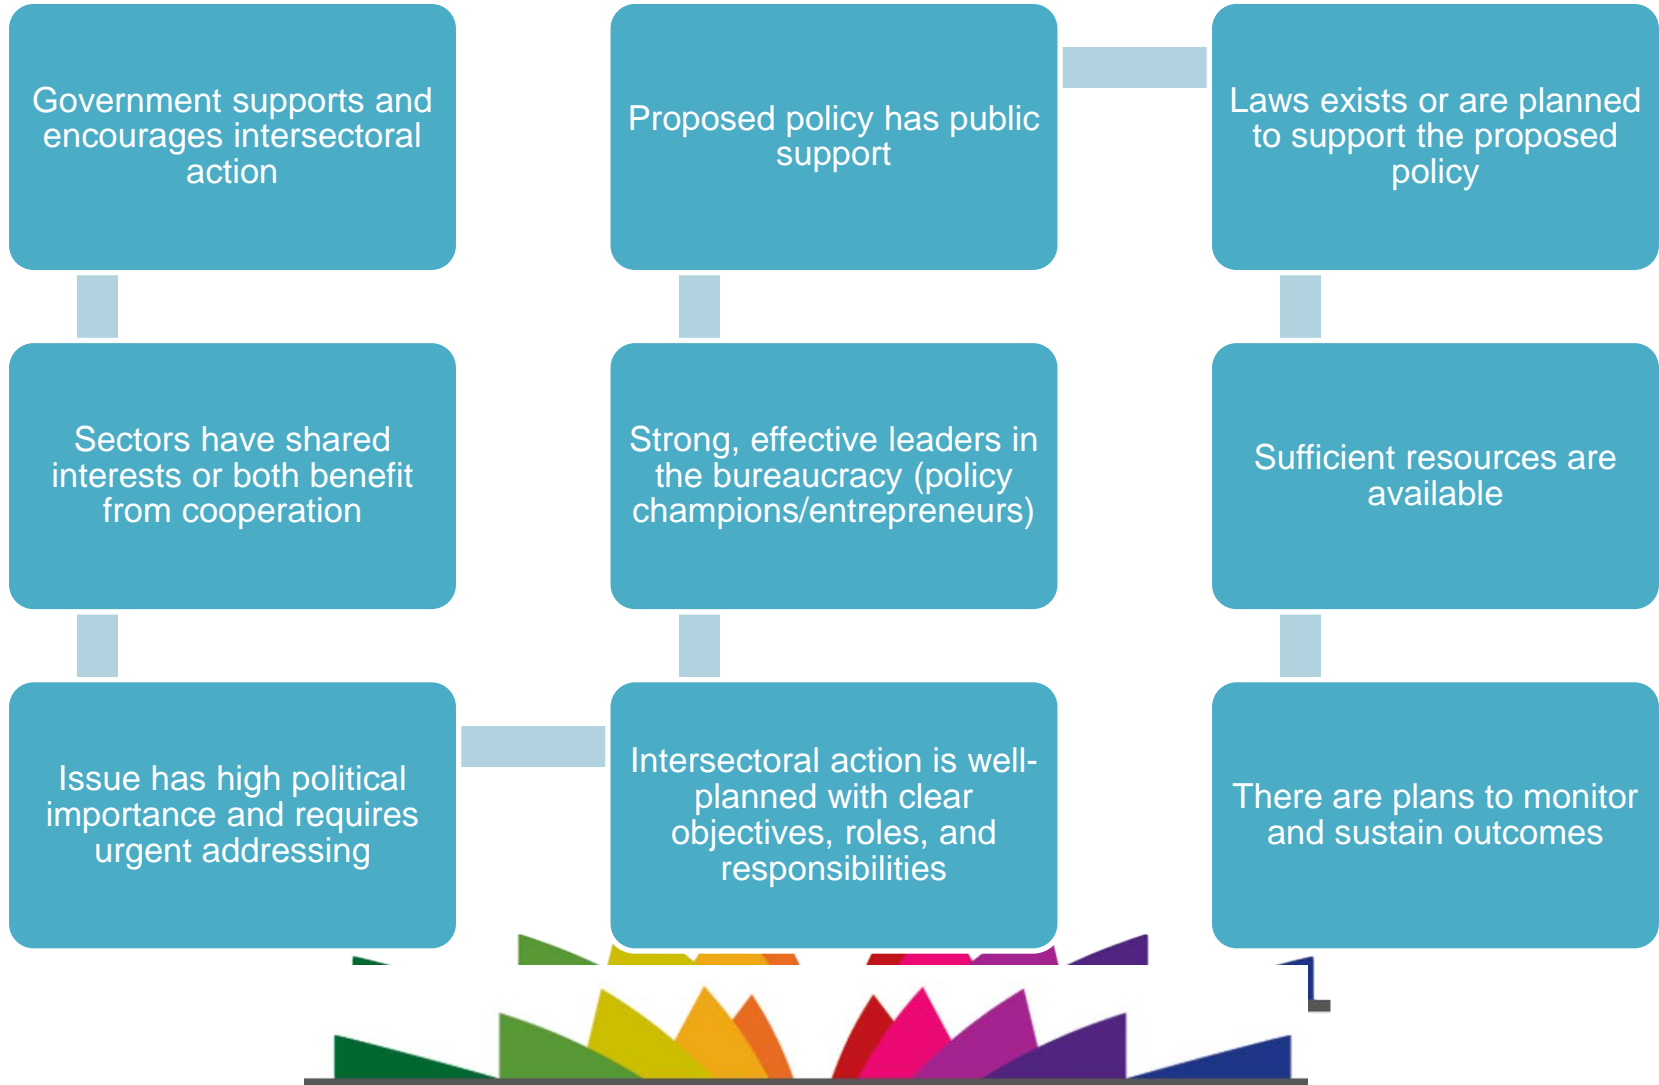 Government supports and
encourages intersectoral
action
Sectors have shared
interests or both benefit
from cooperation
Issue has high political
importance and requires
urgent addressing
Intersectoral action is well-
planned with clear
objectives, roles, and
responsibilities
Strong, effective leaders in
the bureaucracy (policy
champions/entrepreneurs)
Proposed policy has public
support
Laws exists or are planned
to support the proposed
policy
Sufficient resources are
available
There are plans to monitor
and sustain outcomes